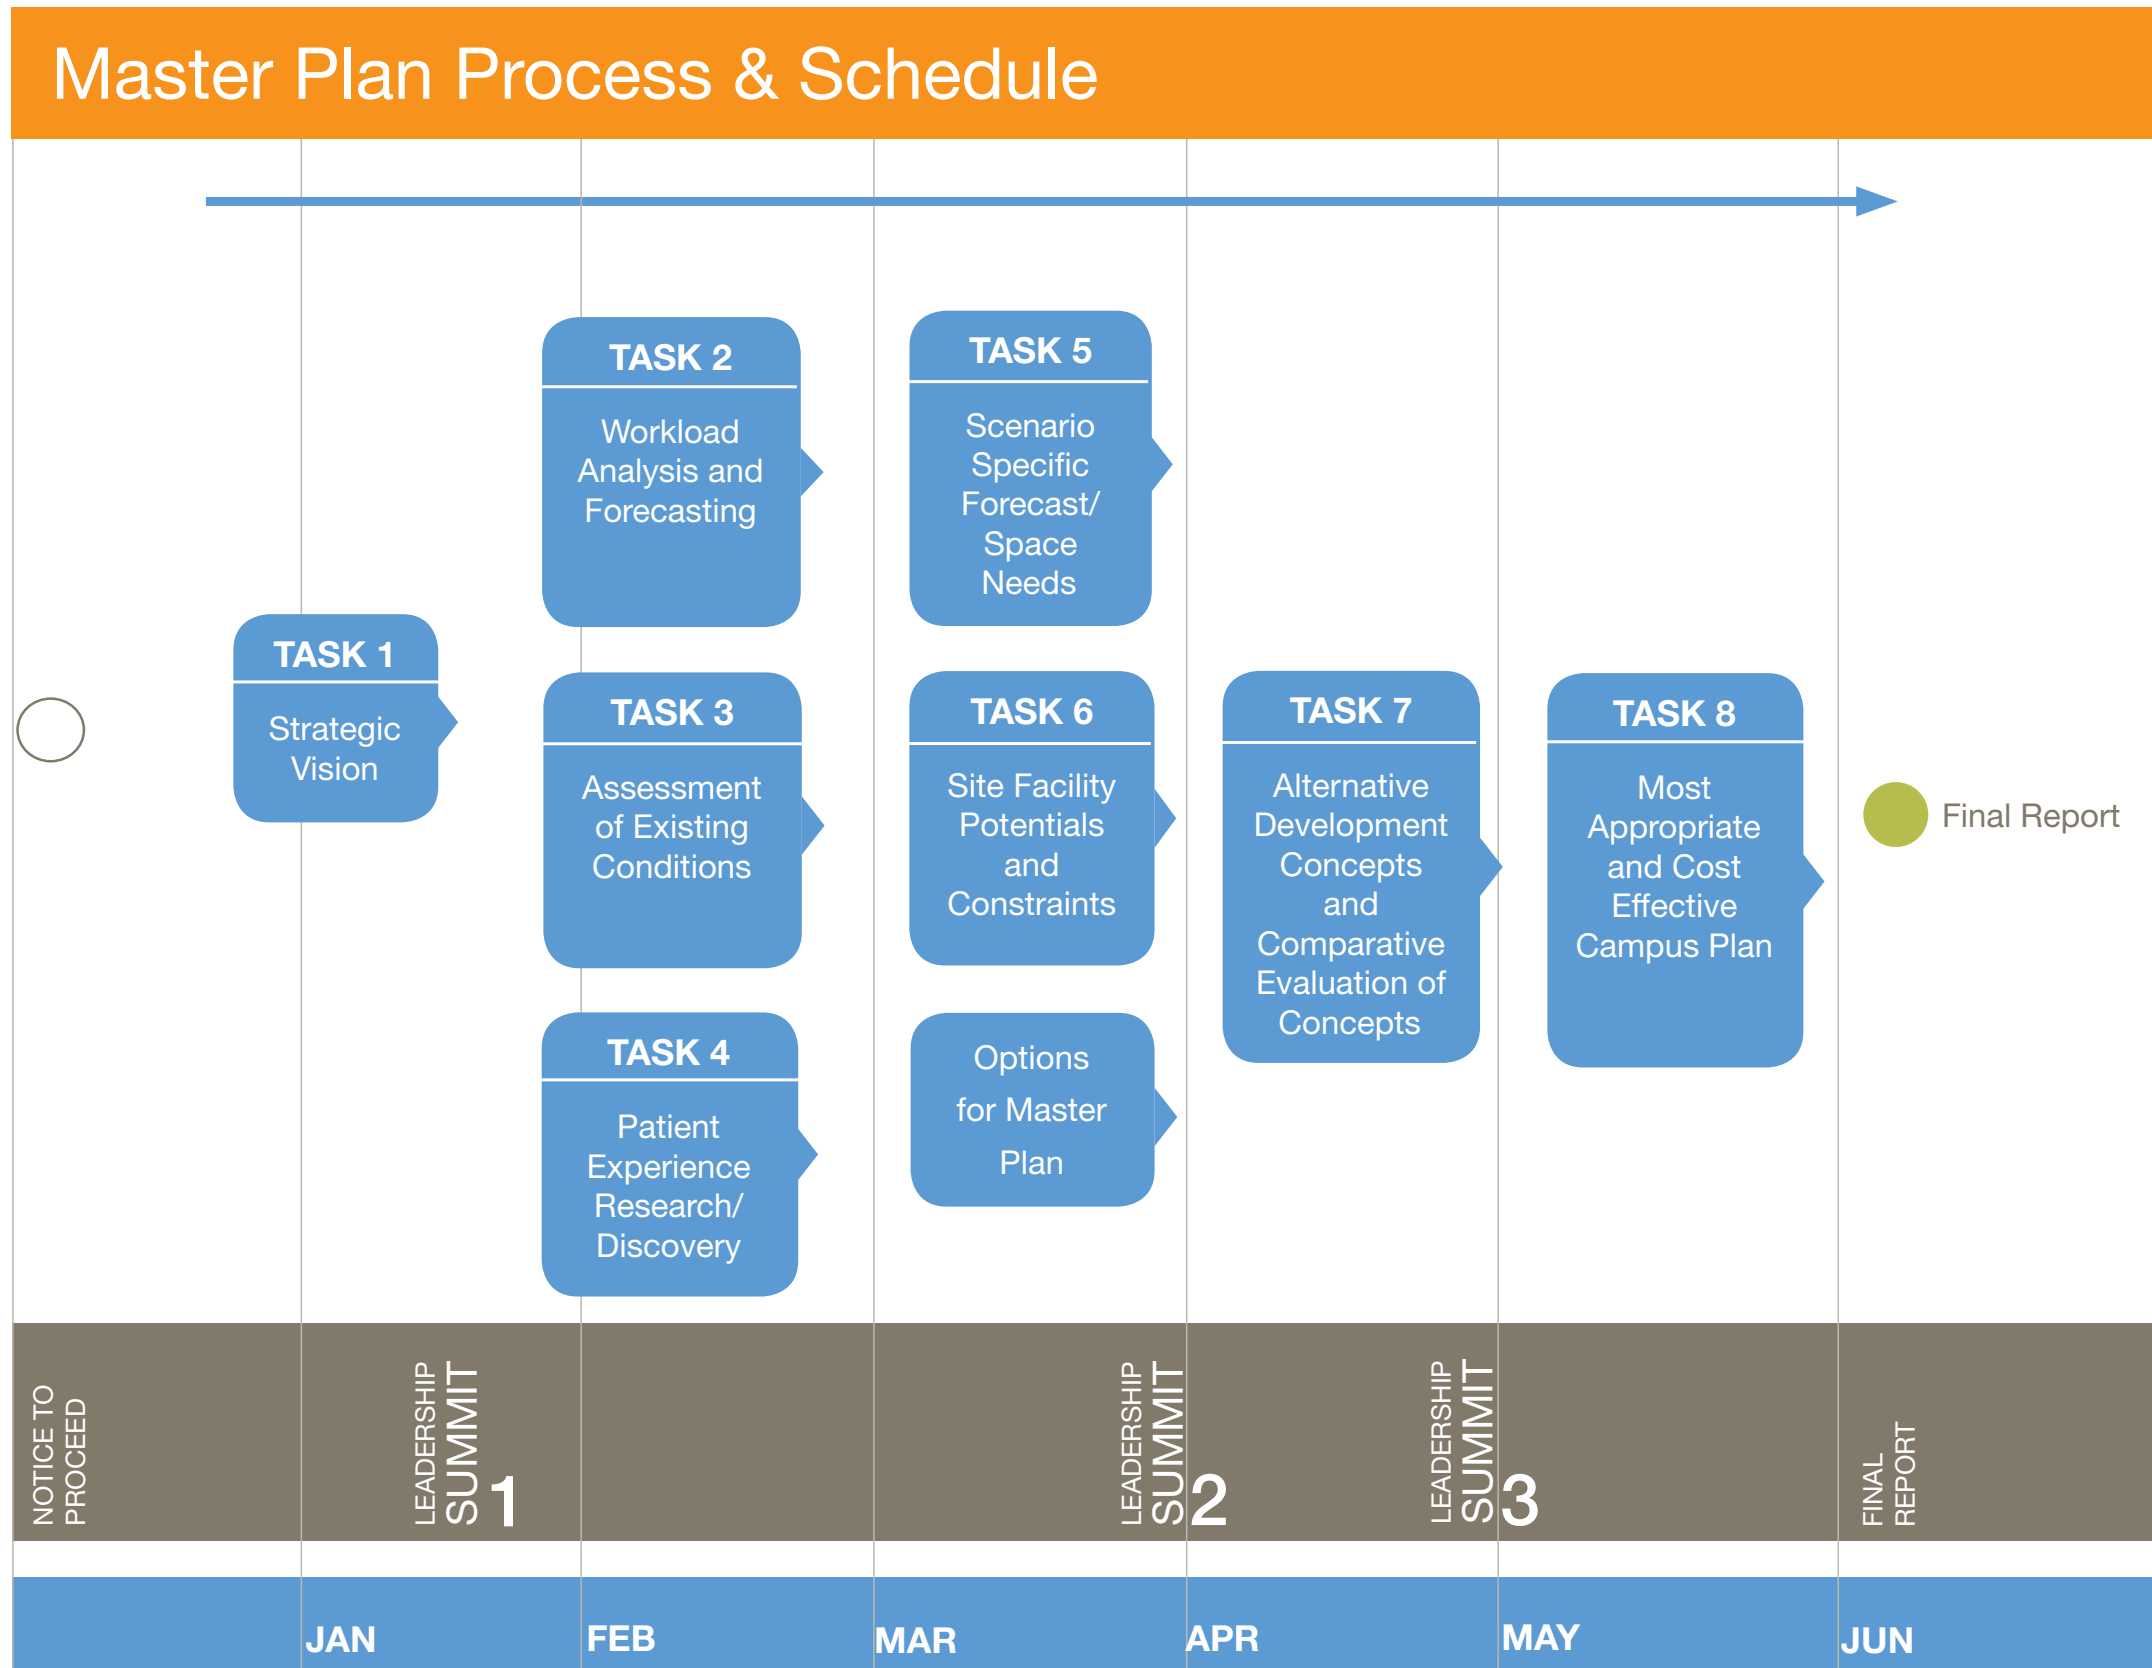 Master Plan Process & Schedule
TASK 1
Strategic
Vision
TASK 2
Workload
Analysis and
Forecasting
TASK 3
Assessment
of Existing
Conditions
TASK 4
Patient
Experience
Research/
Discovery
TASK 5
Scenario
Specific
Forecast/
Space
Needs
TASK 6
Site Facility
Potentials
and
Constraints
Options
for Master
Plan
TASK 7
Alternative
Development
Concepts
and
Comparative
Evaluation of
Concepts
TASK 8
Most
Appropriate
and Cost
Effective
Campus Plan
Final Report
NOTICE TO
PROCEED
LEADERSHIP
SUMMIT 1
LEADERSHIP
SUMMIT 2
LEADERSHIP
SUMMIT 3
FINAL
REPORT
JAN
FEB
MAR
APR
MAY
JUN